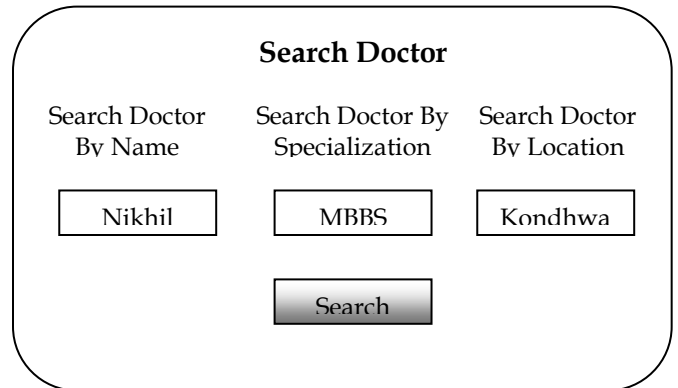 Search Doctor
Search Doctor
By Name
Search Doctor By
Specialization
Search Doctor
By Location
Nikhil
MBBS
Kondhwa
Search